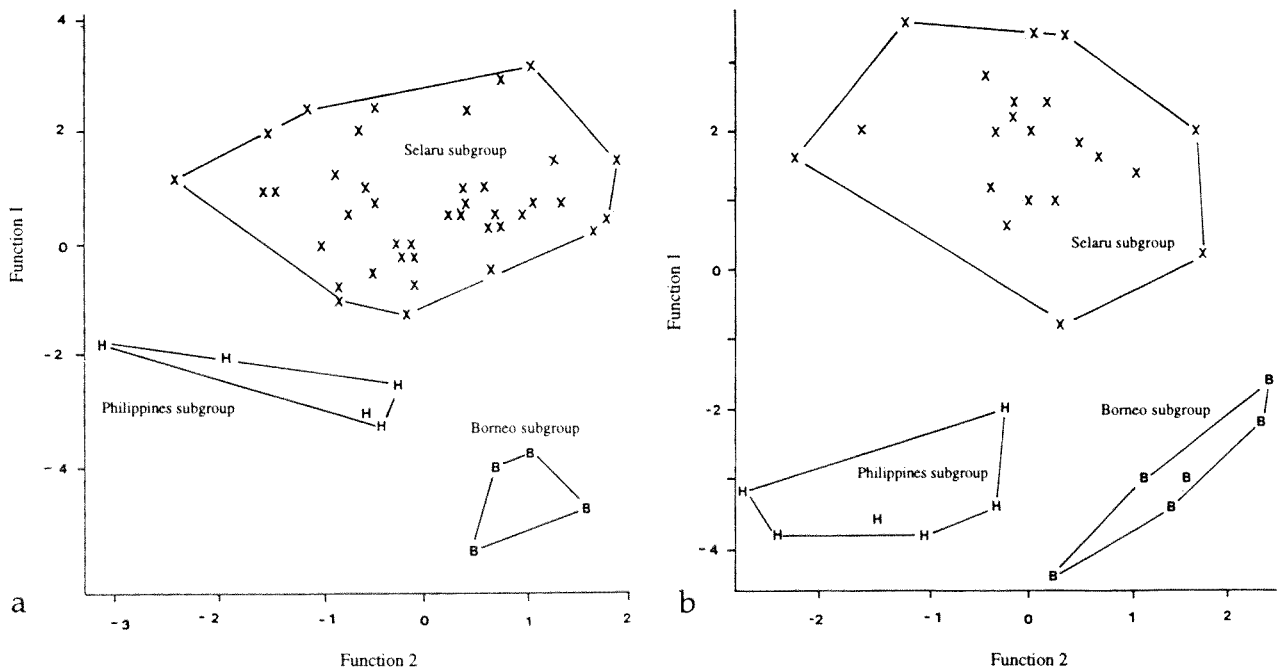 4
2
0
-2
-4
Function 1
Selaru subgroup
Philippines subgroup
Borneo subgroup
a
-3
-2
-1
0
1
2
Function 2
2
0
-2
-4
Function 1
Selaru subgroup
Borneo subgroup
Philippines subgroup
b
-2
-1
0
1
2
Function 2